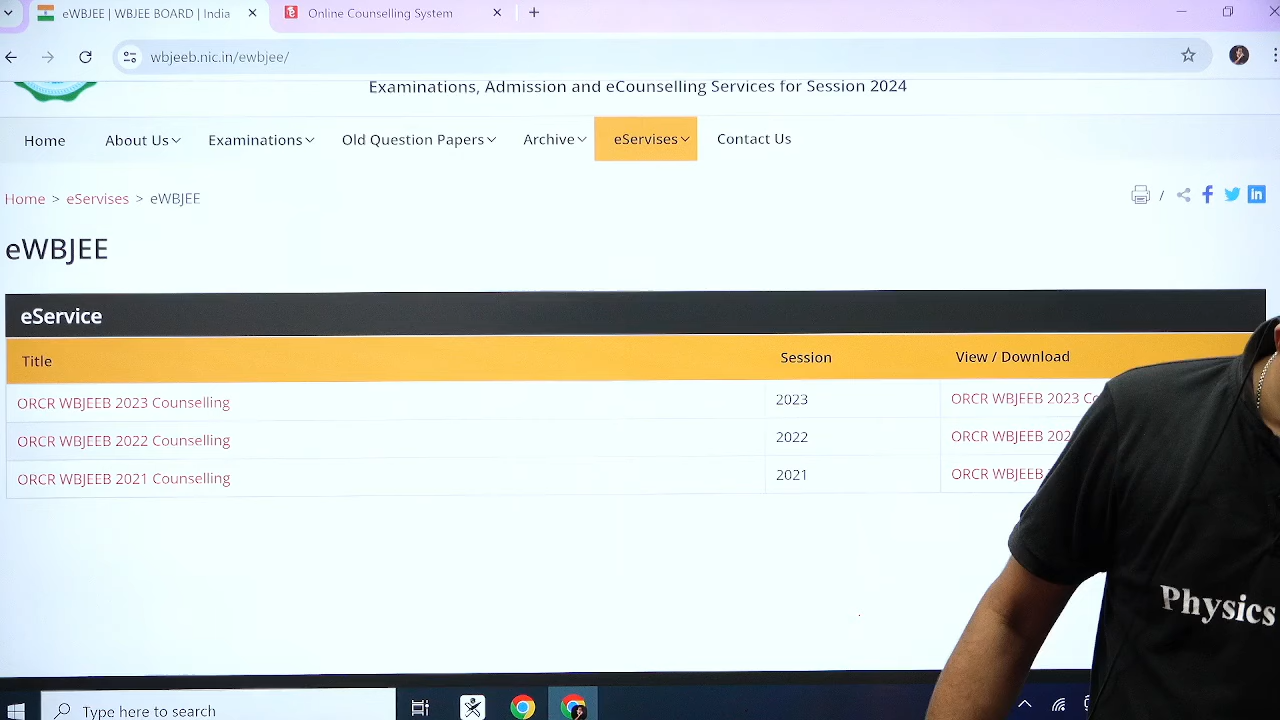 eWBJEE | WBJEE BOARD | India
Online Counselling System
wbjeeb.nic.in/ewbjee/
Examinations, Admission and eCounselling Services for Session 2024
Home About Us Examinations Old Question Papers Archive eServises Contact Us
Home > eServises > eWBJEE
/
eWBJEE
eService
Title Session View / Download
ORCR WBJEEB 2023 Counselling 2023 ORCR WBJEEB 2023
ORCR WBJEEB 2022 Counselling 2022 ORCR WBJEEB
ORCR WBJEEB 2021 Counselling 2021 ORCR WBJEEB
Physics
Type here to search